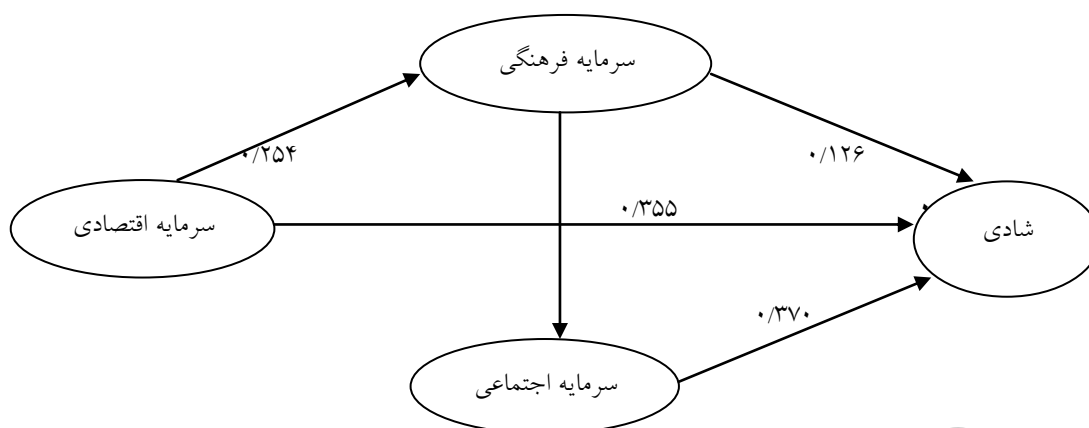 سرمایه فرهنگی
۰/۲۵۴
۰/۱۲۶
سرمایه اقتصادی
۰/۳۵۵
شادی
۰/۳۷۰
سرمایه اجتماعی